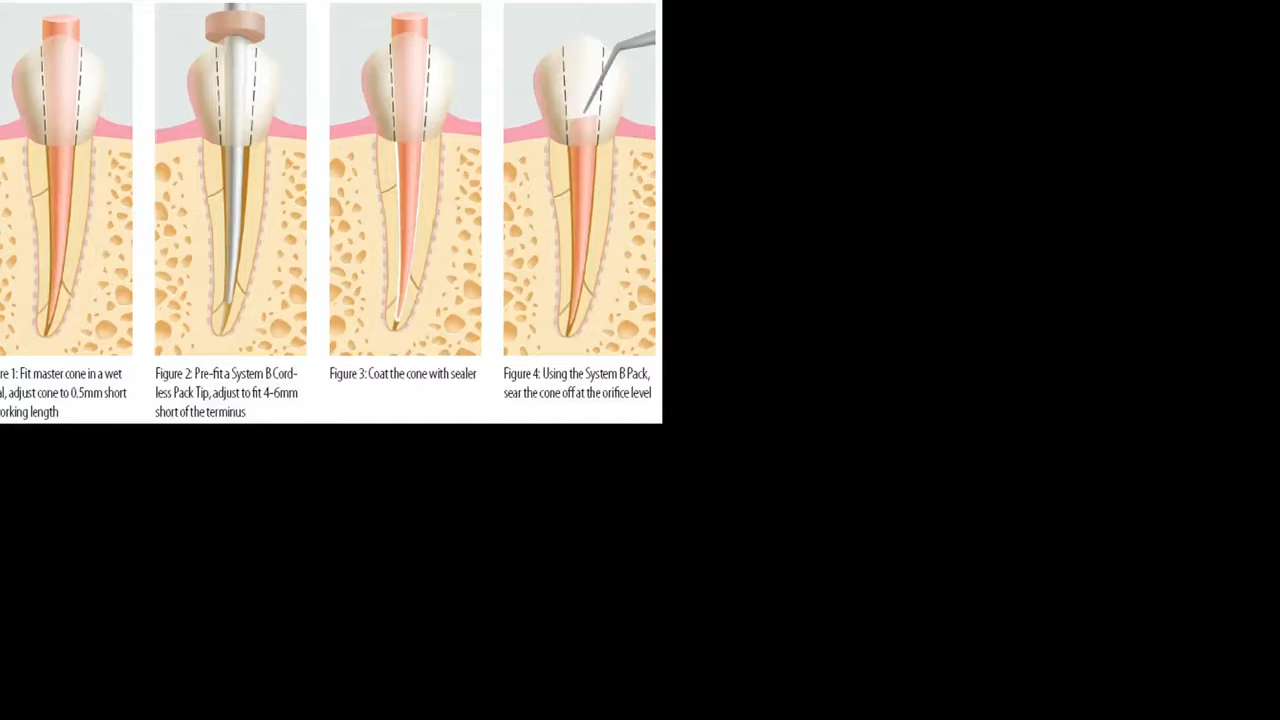 re 1: Fit master cone in a wet
l, adjust cone to 0.5mm short
orking length
Figure 2: Pre-fit a System B Cord-
less Pack Tip, adjust to fit 4-6mm
short of the terminus
Figure 3: Coat the cone with sealer
Figure 4: Using the System B Pack,
sear the cone off at the orifice level